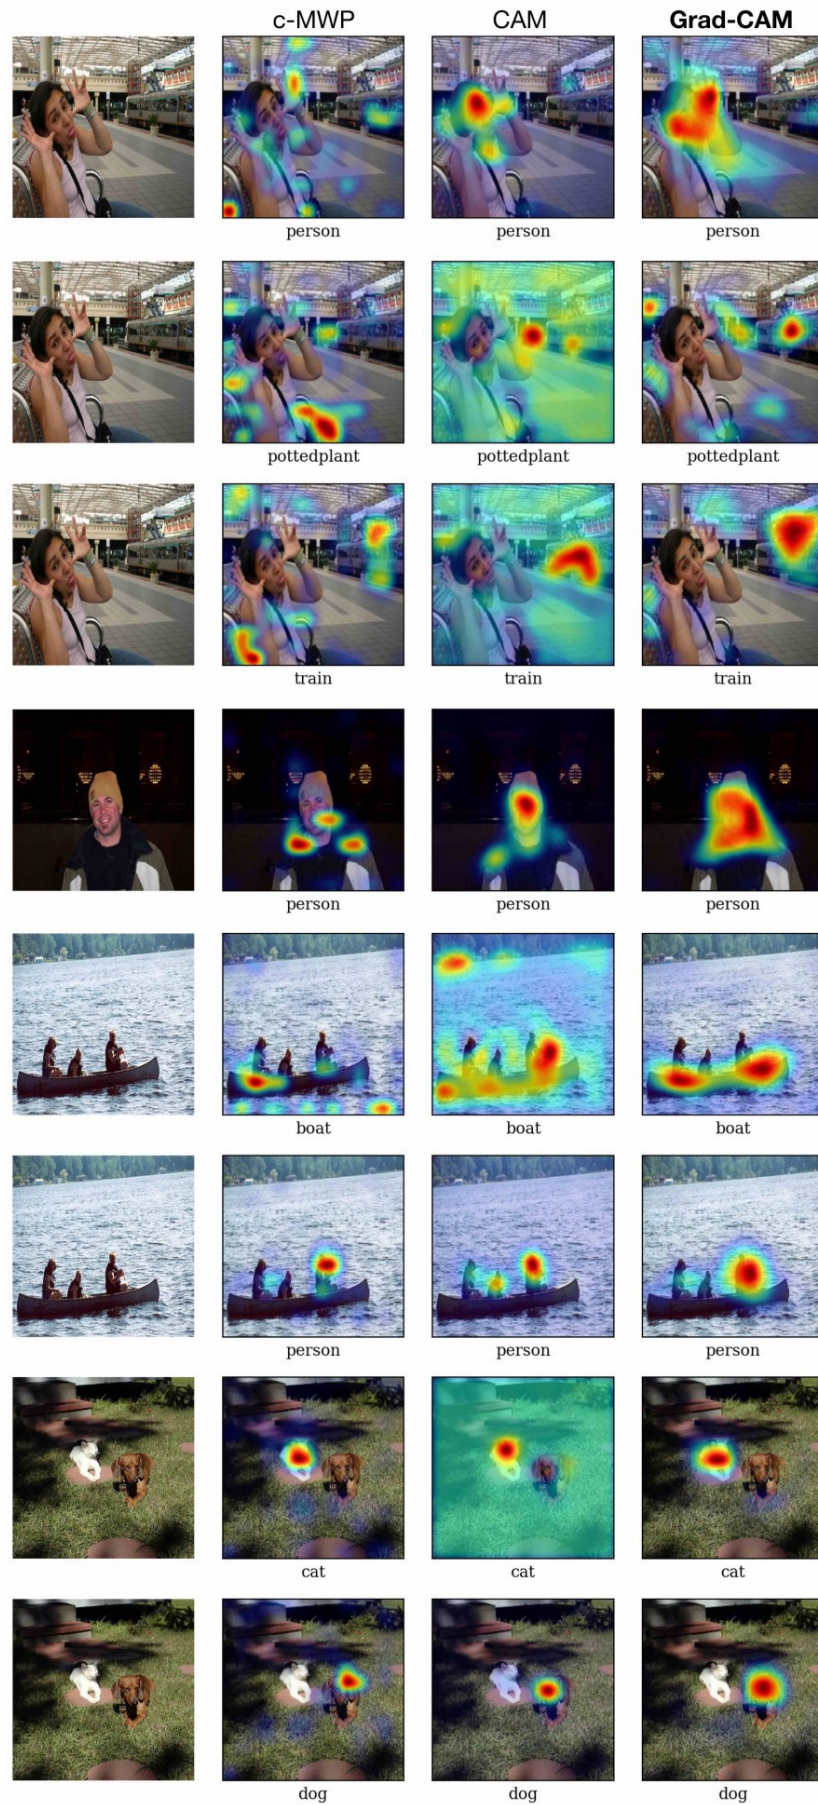 c-MWP CAM Grad-CAM
person person person
pottedplant pottedplant pottedplant
train train train
person person person
boat boat boat
person person person
cat cat cat
dog dog dog